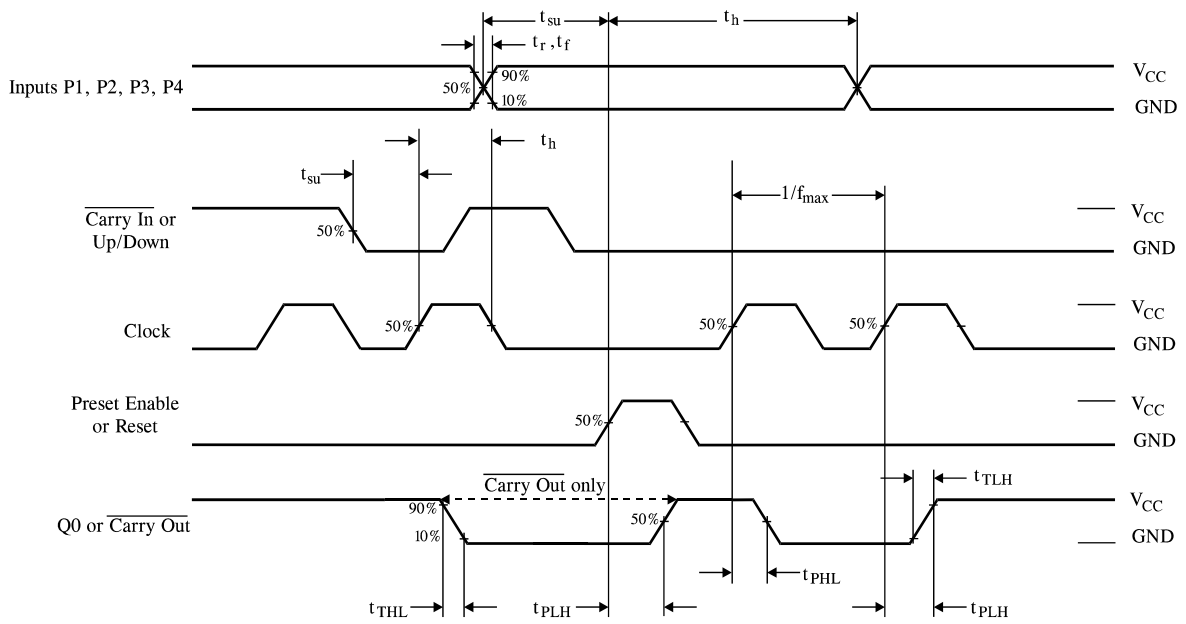 t_su
t_h
t_r ,t_f
Inputs P1, P2, P3, P4
50%
90%
10%
V_CC
GND
t_h
t_su
1/f_max
Carry In or
Up/Down
50%
V_CC
GND
Clock
50%
50%
50%
V_CC
GND
Preset Enable
or Reset
50%
V_CC
GND
Carry Out only
t_TLH
Q0 or Carry Out
90%
10%
50%
V_CC
GND
t_PHL
t_THL
t_PLH
t_PLH